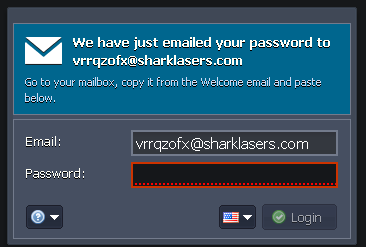 We have just emailed your password to
vrrqzofx@sharklasers.com
Go to your mailbox, copy it from the Welcome email and paste
below.
Email:
vrrqzofx@sharklasers.com
Password:
? Login